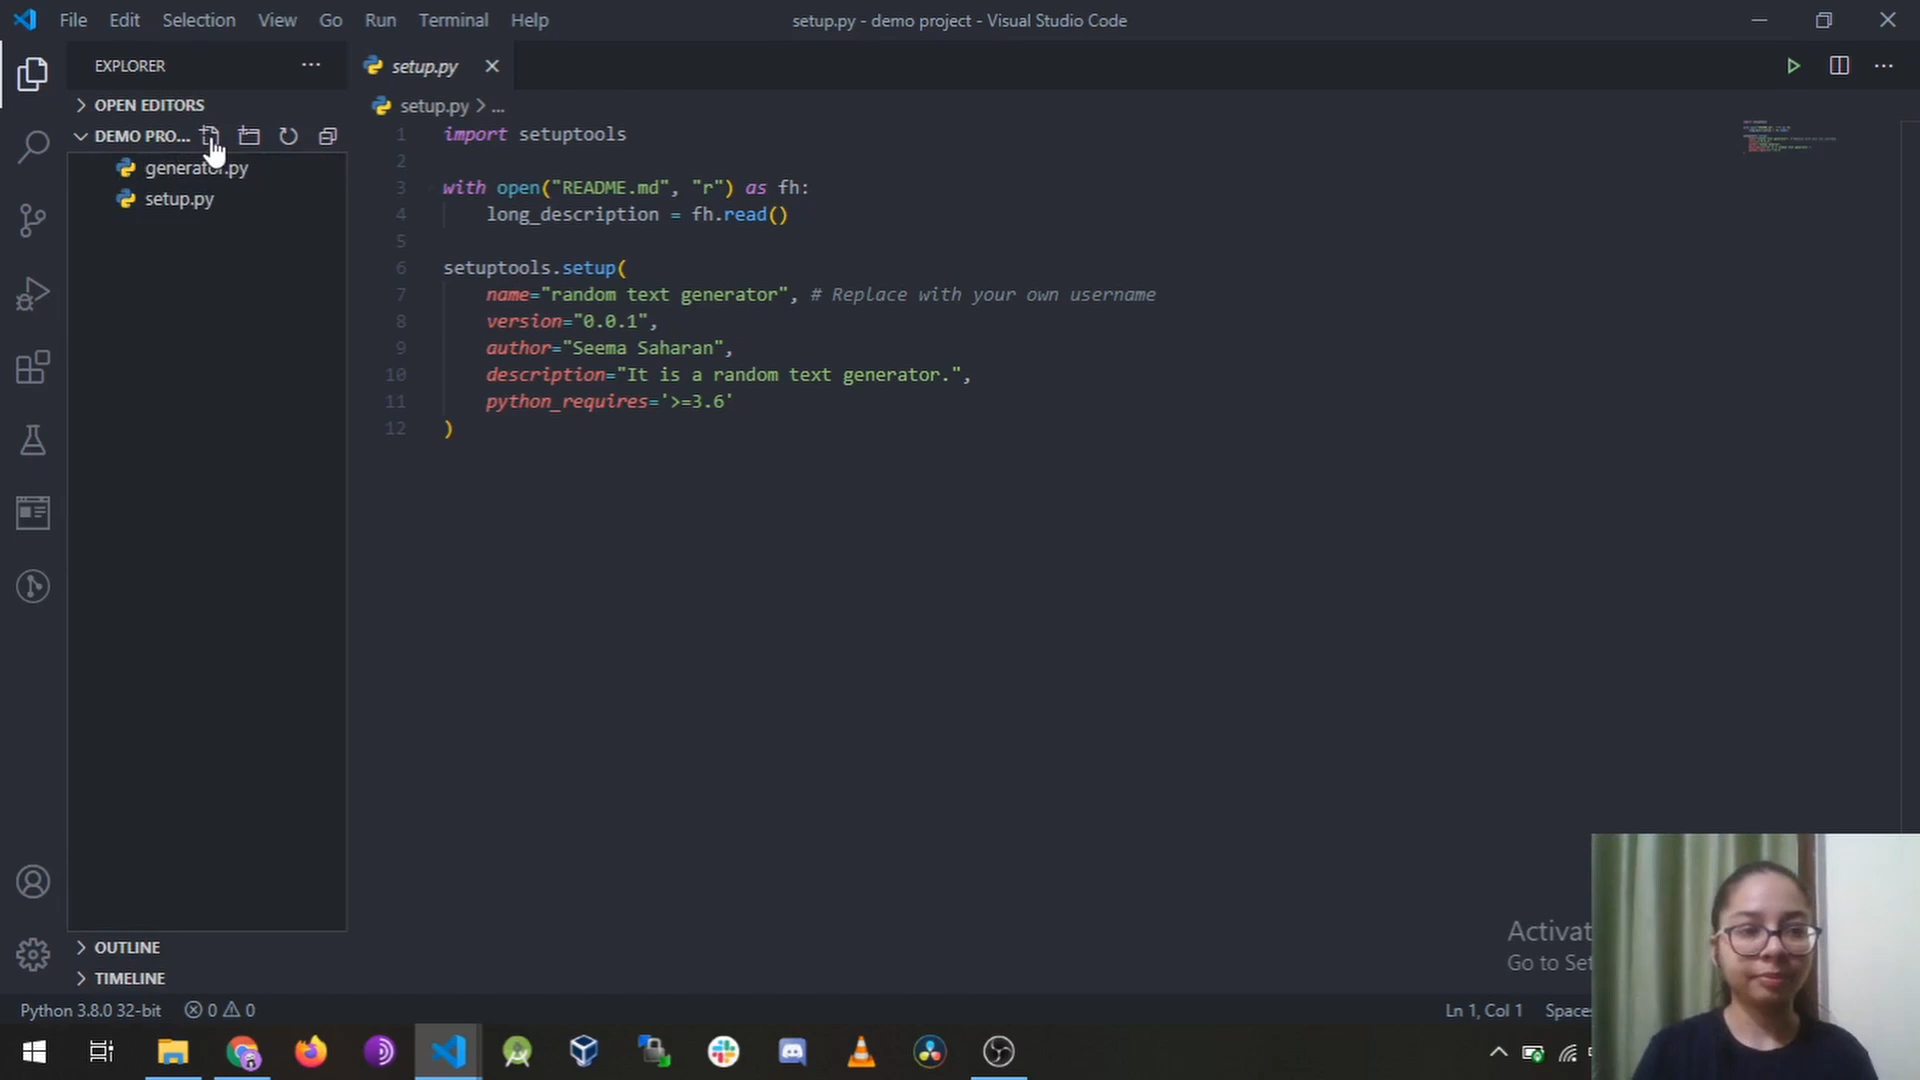 File Edit Selection View Go Run Terminal Help
setup.py - demo project - Visual Studio Code
EXPLORER
OPEN EDITORS
DEMO PRO...
generator.py
setup.py
OUTLINE
TIMELINE
setup.py
setup.py > ...
1 import setuptools
2
3 with open("README.md", "r") as fh:
4 long_description = fh.read()
5
6 setuptools.setup(
7 name="random text generator", # Replace with your own username
8 version="0.0.1",
9 author="Seema Saharan",
10 description="It is a random text generator.",
11 python_requires='>=3.6'
12 )
Activat
Go to Set
Python 3.8.0 32-bit 0 0
Ln 1, Col 1 Spaces